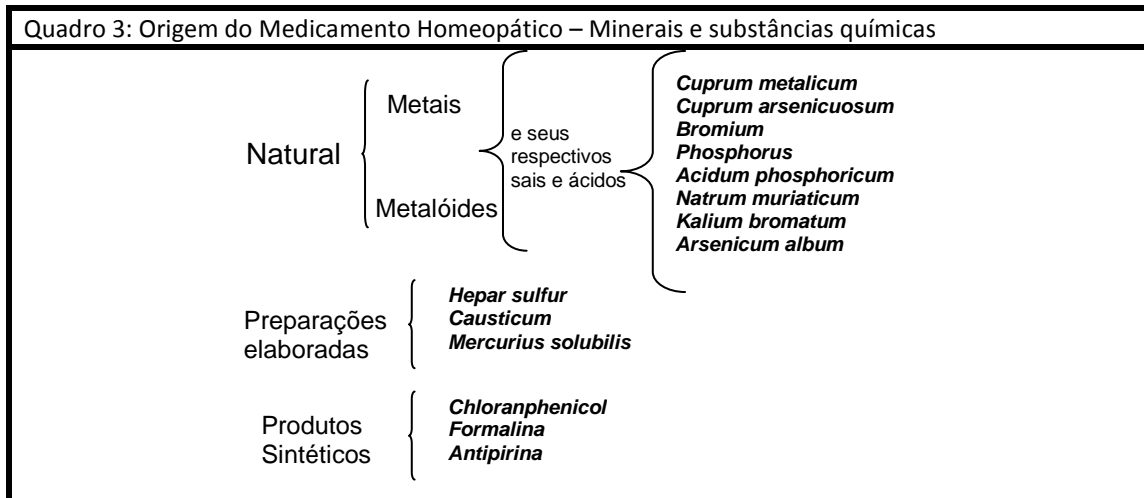 Quadro 3: Origem do Medicamento Homeopático – Minerais e substâncias químicas
Natural
Metais
Metalóides
e seus
respectivos
sais e ácidos
Cuprum metalicum
Cuprum arsenicuosum
Bromium
Phosphorus
Acidum phosphoricum
Natrum muriaticum
Kalium bromatum
Arsenicum album
Preparações
elaboradas
Hepar sulfur
Causticum
Mercurius solubilis
Produtos
Sintéticos
Chloranphenicol
Formalina
Antipirina